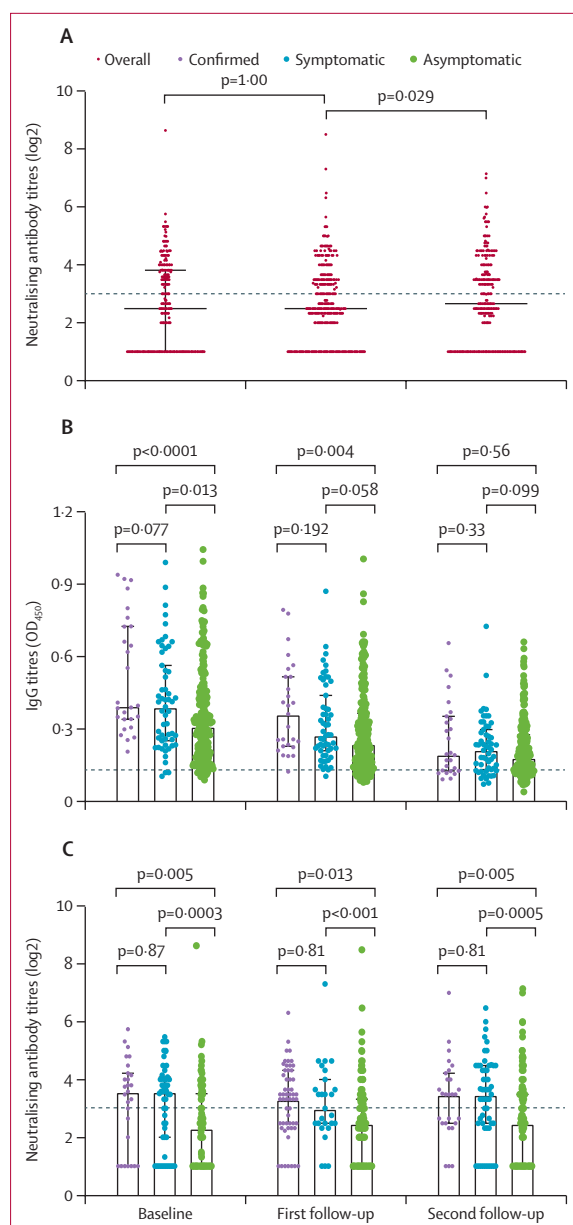 A
Overall Confirmed Symptomatic Asymptomatic
p=1·00
p=0·029
10
8
6
4
2
0
Neutralising antibody titres (log2)
B
p<0·0001 p=0·004 p=0·56
p=0·013 p=0·058 p=0·099
p=0·077 p=0·192 p=0·33
1·2
0·9
0·6
0·3
0
IgG titres (OD450)
C
p=0·005 p=0·013 p=0·005
p=0·0003 p<0·001 p=0·0005
p=0·87 p=0·81 p=0·81
10
8
6
4
2
0
Neutralising antibody titres (log2)
Baseline First follow-up Second follow-up